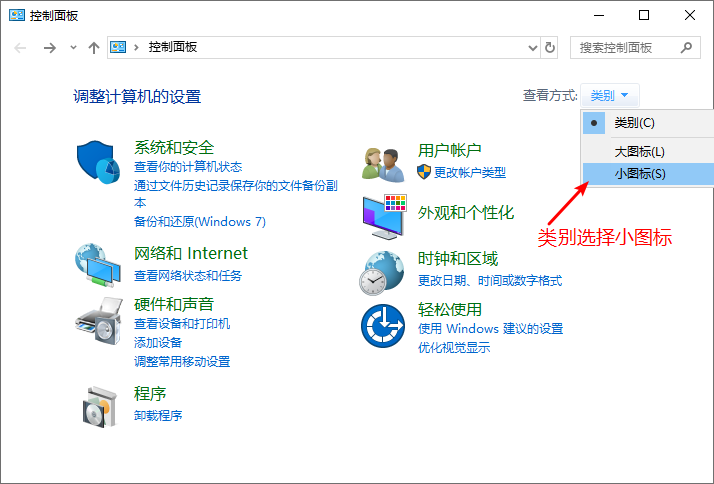 控制面板
控制面板
搜索控制面板
调整计算机的设置
查看方式:
类别
类别(C)
大图标(L)
小图标(S)
类别选择小图标
系统和安全
查看你的计算机状态
通过文件历史记录保存你的文件备份副
本
备份和还原(Windows 7)
网络和 Internet
查看网络状态和任务
硬件和声音
查看设备和打印机
添加设备
调整常用移动设置
程序
卸载程序
用户帐户
更改帐户类型
外观和个性化
时钟和区域
更改日期、时间或数字格式
轻松使用
使用 Windows 建议的设置
优化视觉显示